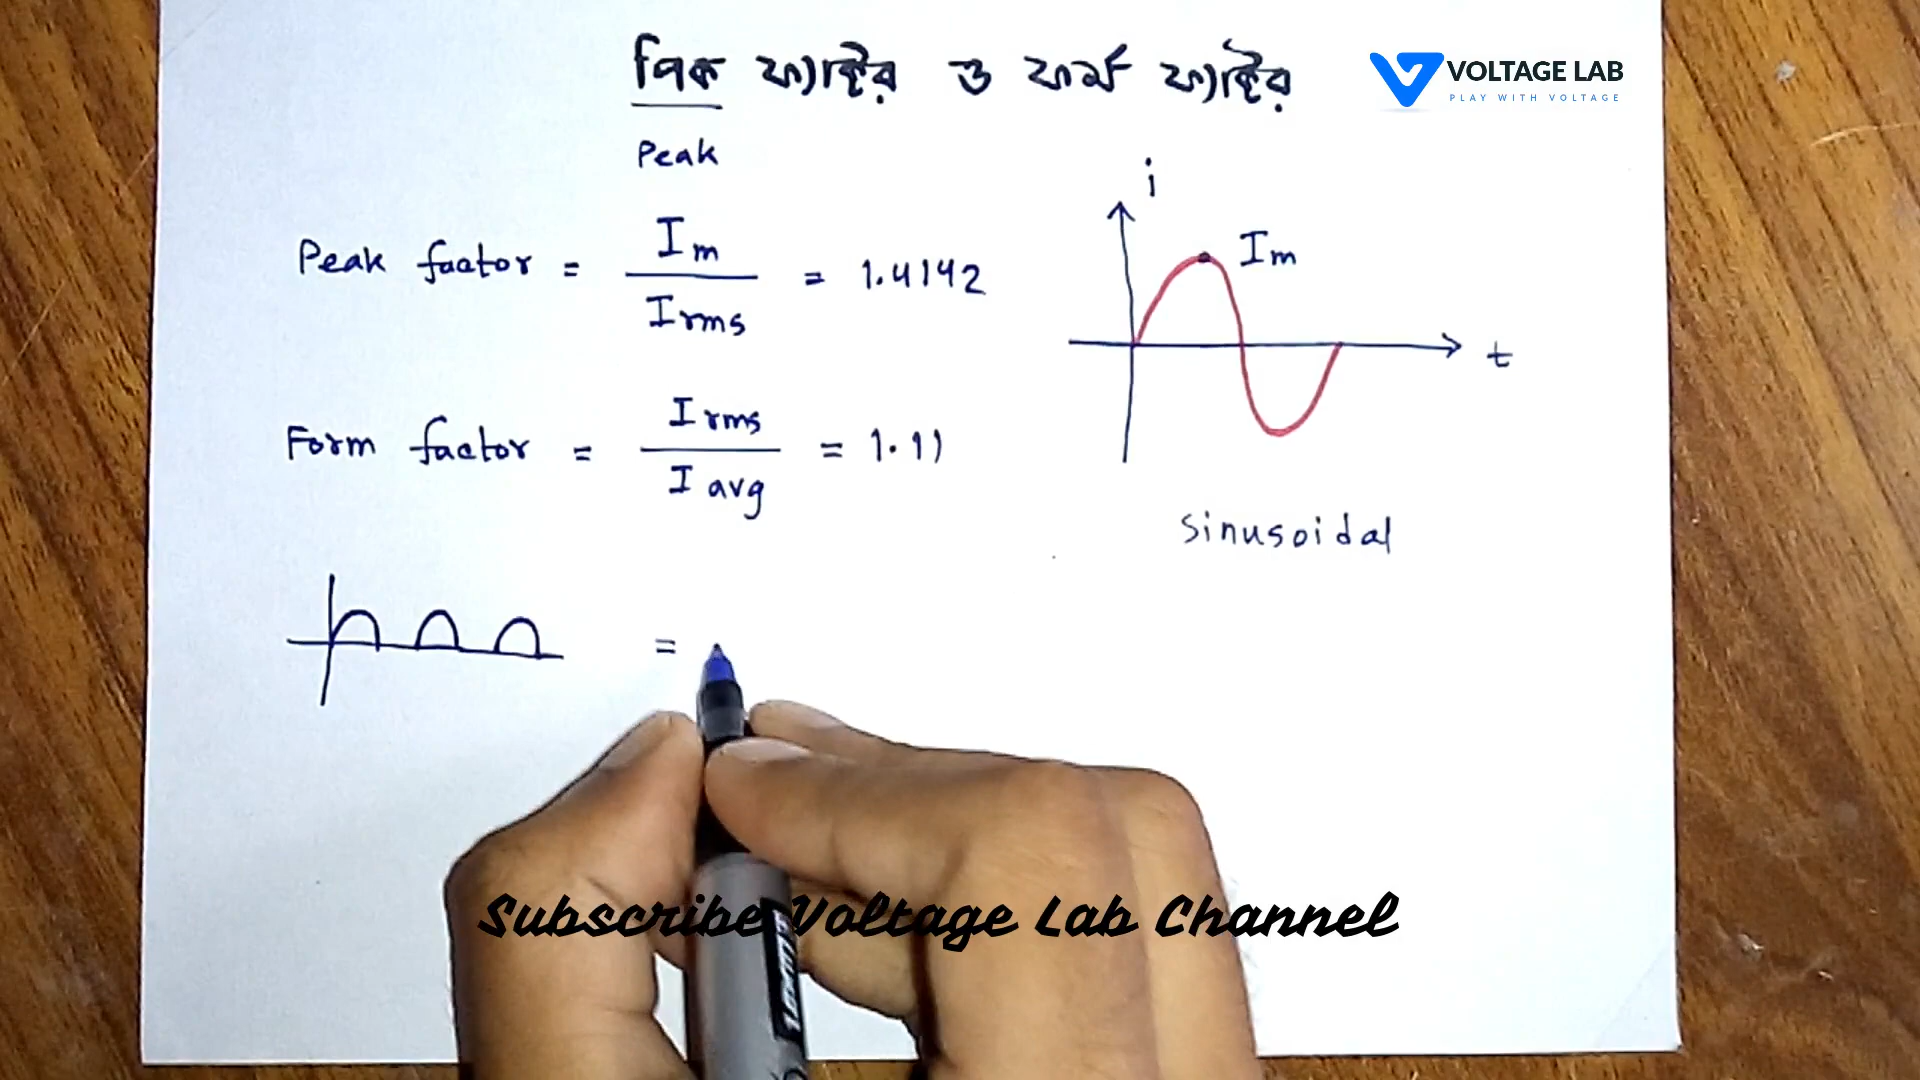 পিক ফ্যাক্টর ও ফর্ম ফ্যাক্টর
VOLTAGE LAB
PLAY WITH VOLTAGE
Peak
i
Peak factor = Im / Irms = 1.4142
Im
t
Form factor = Irms / Iavg = 1.11
Sinusoidal
=
Subscribe Voltage Lab Channel